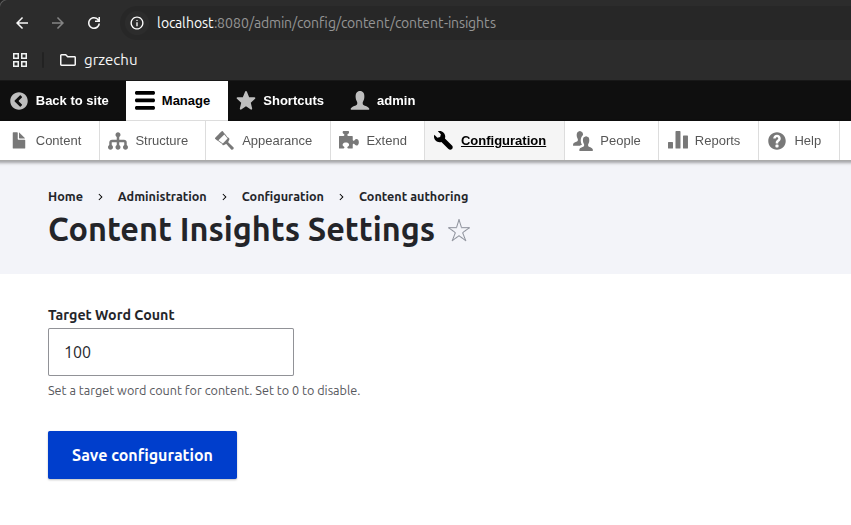 localhost:8080/admin/config/content/content-insights
grzechu
Back to site Manage Shortcuts admin
Content Structure Appearance Extend Configuration People Reports Help
Home > Administration > Configuration > Content authoring
Content Insights Settings
Target Word Count
100
Set a target word count for content. Set to 0 to disable.
Save configuration